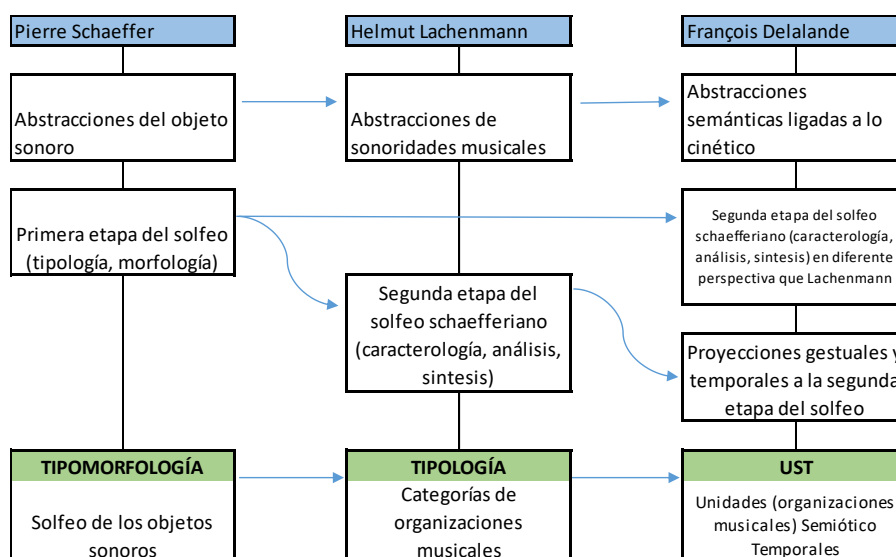 Pierre Schaeffer
Helmut Lachenmann
François Delalande
Abstracciones del objeto
sonoro
Abstracciones de
sonoridades musicales
Abstracciones
semánticas ligadas a lo
cinético
Primera etapa del solfeo
(tipología, morfología)
Segunda etapa del
solfeo schaefferiano
(caracterología, análisis,
sintesis)
Segunda etapa del solfeo
schaefferiano (caracterología,
análisis, sintesis) en diferente
perspectiva que Lachenmann
Proyecciones gestuales y
temporales a la segunda
etapa del solfeo
TIPOMORFOLOGÍA
Solfeo de los objetos
sonoros
TIPOLOGÍA
Categorías de
organizaciones
musicales
UST
Unidades (organizaciones
musicales) Semiótico
Temporales